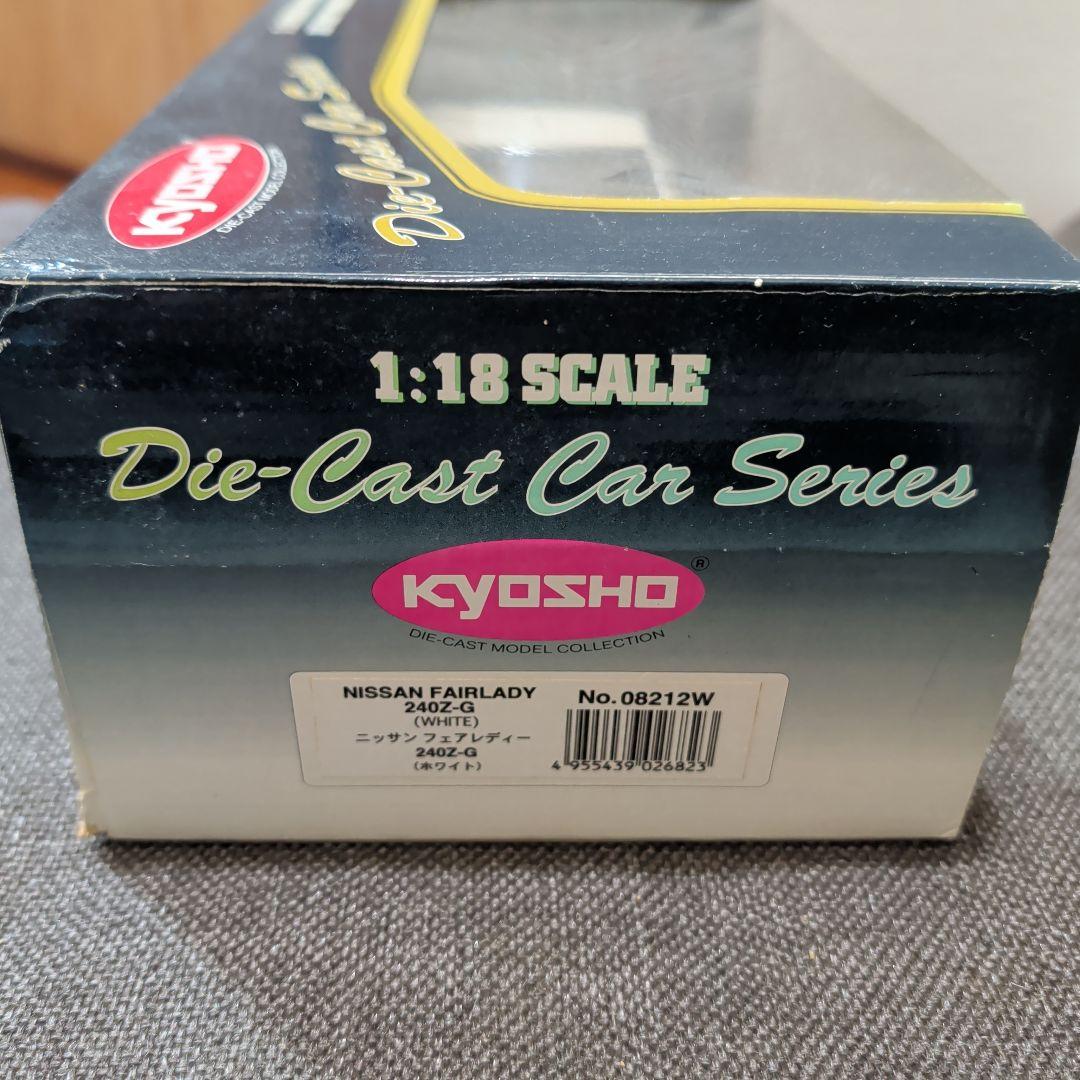 KYOSHO
DIE-CAST MODEL COLLECTION
Die-Cast Car Series
1:18 SCALE
Die-Cast Car Series
KYOSHO ®
DIE-CAST MODEL COLLECTION
NISSAN FAIRLADY
240Z-G
(WHITE)
ニッサン フェアレディー
240Z-G
(ホワイト)
No. 08212W
4 955439 026823